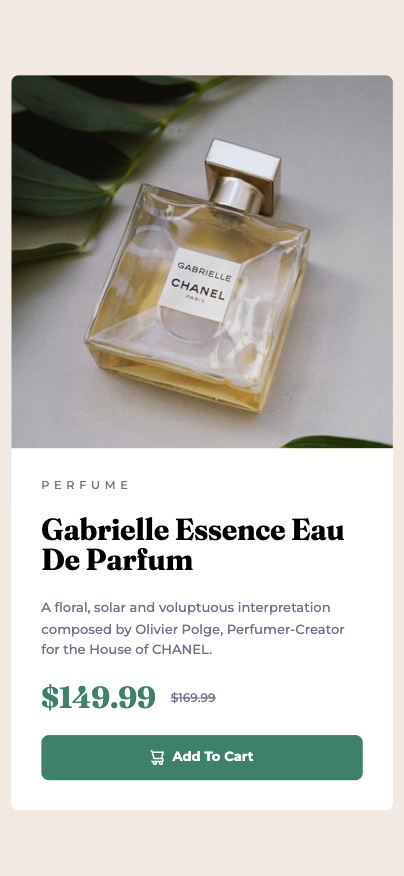 GABRIELLE
CHANEL
PARIS
PERFUME
Gabrielle Essence Eau
De Parfum
A floral, solar and voluptuous interpretation
composed by Olivier Polge, Perfumer-Creator
for the House of CHANEL.
$149.99 $169.99
Add To Cart